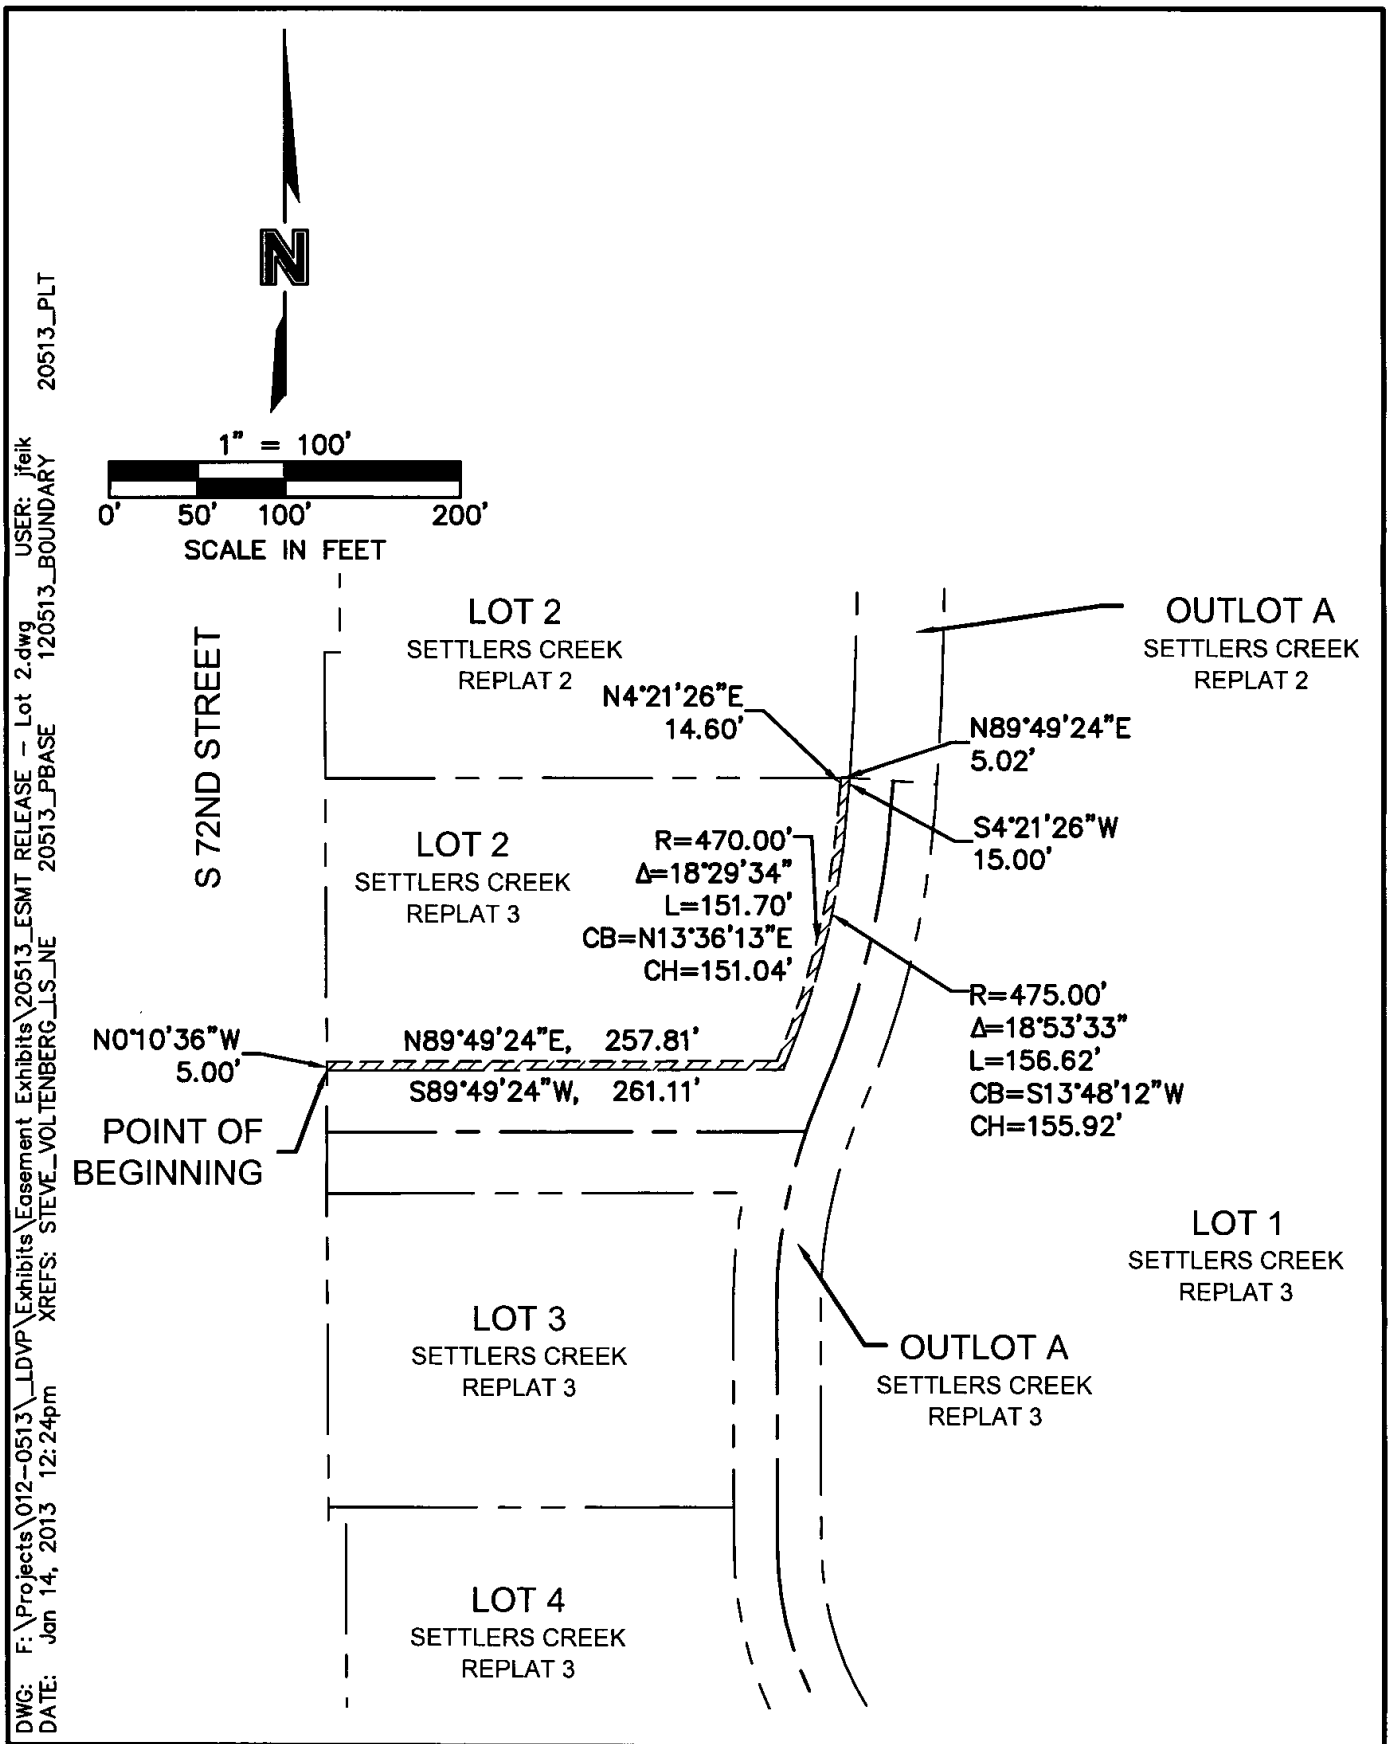 N
1" = 100'
0' 50' 100' 200'
SCALE IN FEET
S 72ND STREET
LOT 2
SETTLERS CREEK
REPLAT 2
OUTLOT A
SETTLERS CREEK
REPLAT 2
N4°21'26"E
14.60'
N89°49'24"E
5.02'
S4°21'26"W
15.00'
LOT 2
SETTLERS CREEK
REPLAT 3
R=470.00'
Δ=18°29'34"
L=151.70'
CB=N13°36'13"E
CH=151.04'
R=475.00'
Δ=18°53'33"
L=156.62'
CB=S13°48'12"W
CH=155.92'
N0°10'36"W
5.00'
N89°49'24"E, 257.81'
S89°49'24"W, 261.11'
POINT OF
BEGINNING
LOT 1
SETTLERS CREEK
REPLAT 3
LOT 3
SETTLERS CREEK
REPLAT 3
OUTLOT A
SETTLERS CREEK
REPLAT 3
LOT 4
SETTLERS CREEK
REPLAT 3
DWG: F:\Projects\012-0513\_LDVP\Exhibits\Easement Exhibits\20513_ESMT RELEASE - Lot 2.dwg USER: jfeik
DATE: Jan 14, 2013 12:24pm XREFS: STEVE_VOLTENBERG_LS_NE 20513_PBASE 120513_BOUNDARY 20513_PLT